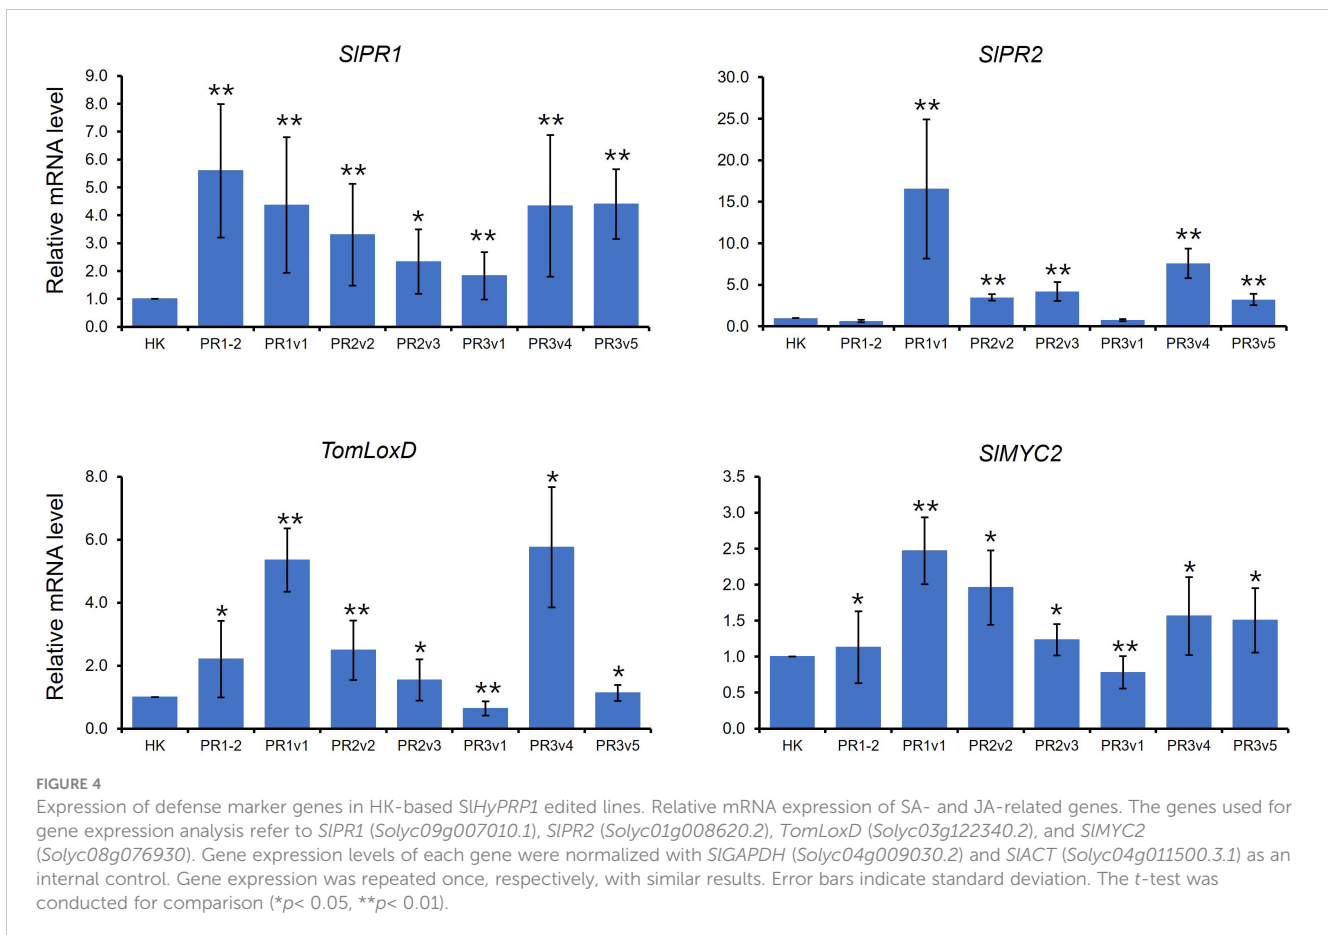 SlPR1
Relative mRNA level
9.0
8.0
7.0
6.0
5.0
4.0
3.0
2.0
1.0
0.0
** ** ** * ** ** **
HK PR1-2 PR1v1 PR2v2 PR2v3 PR3v1 PR3v4 PR3v5
SlPR2
30.0
25.0
20.0
15.0
10.0
5.0
0.0
** ** ** ** **
HK PR1-2 PR1v1 PR2v2 PR2v3 PR3v1 PR3v4 PR3v5
TomLoxD
Relative mRNA level
8.0
6.0
4.0
2.0
0.0
* ** ** * ** * *
HK PR1-2 PR1v1 PR2v2 PR2v3 PR3v1 PR3v4 PR3v5
SlMYC2
3.5
3.0
2.5
2.0
1.5
1.0
0.5
0.0
* ** * * ** * *
HK PR1-2 PR1v1 PR2v2 PR2v3 PR3v1 PR3v4 PR3v5
FIGURE 4
Expression of defense marker genes in HK-based SlHyPRP1 edited lines. Relative mRNA expression of SA- and JA-related genes. The genes used for
gene expression analysis refer to SlPR1 (Solyc09g007010.1), SlPR2 (Solyc01g008620.2), TomLoxD (Solyc03g122340.2), and SlMYC2
(Solyc08g076930). Gene expression levels of each gene were normalized with SlGAPDH (Solyc04g009030.2) and SlACT (Solyc04g011500.3.1) as an
internal control. Gene expression was repeated once, respectively, with similar results. Error bars indicate standard deviation. The t-test was
conducted for comparison (*p< 0.05, **p< 0.01).